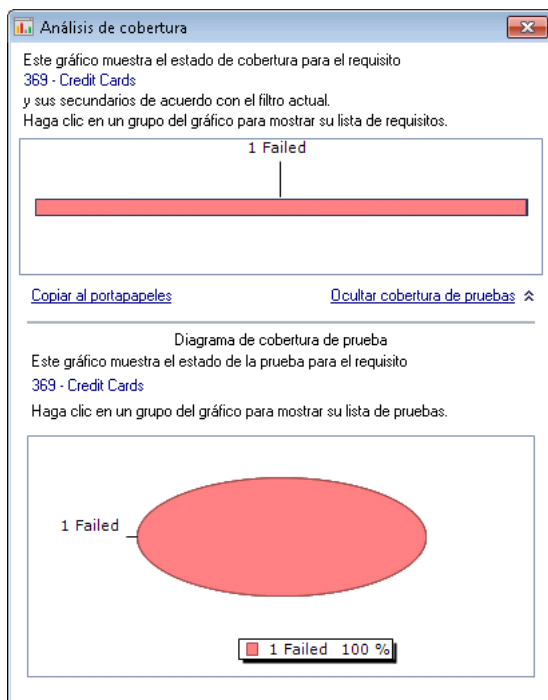 Análisis de cobertura
Este gráfico muestra el estado de cobertura para el requisito
369 - Credit Cards
y sus secundarios de acuerdo con el filtro actual.
Haga clic en un grupo del gráfico para mostrar su lista de requisitos.
1 Failed
Copiar al portapapeles Ocultar cobertura de pruebas
Diagrama de cobertura de prueba
Este gráfico muestra el estado de la prueba para el requisito
369 - Credit Cards
Haga clic en un grupo del gráfico para mostrar su lista de pruebas.
1 Failed
1 Failed 100 %